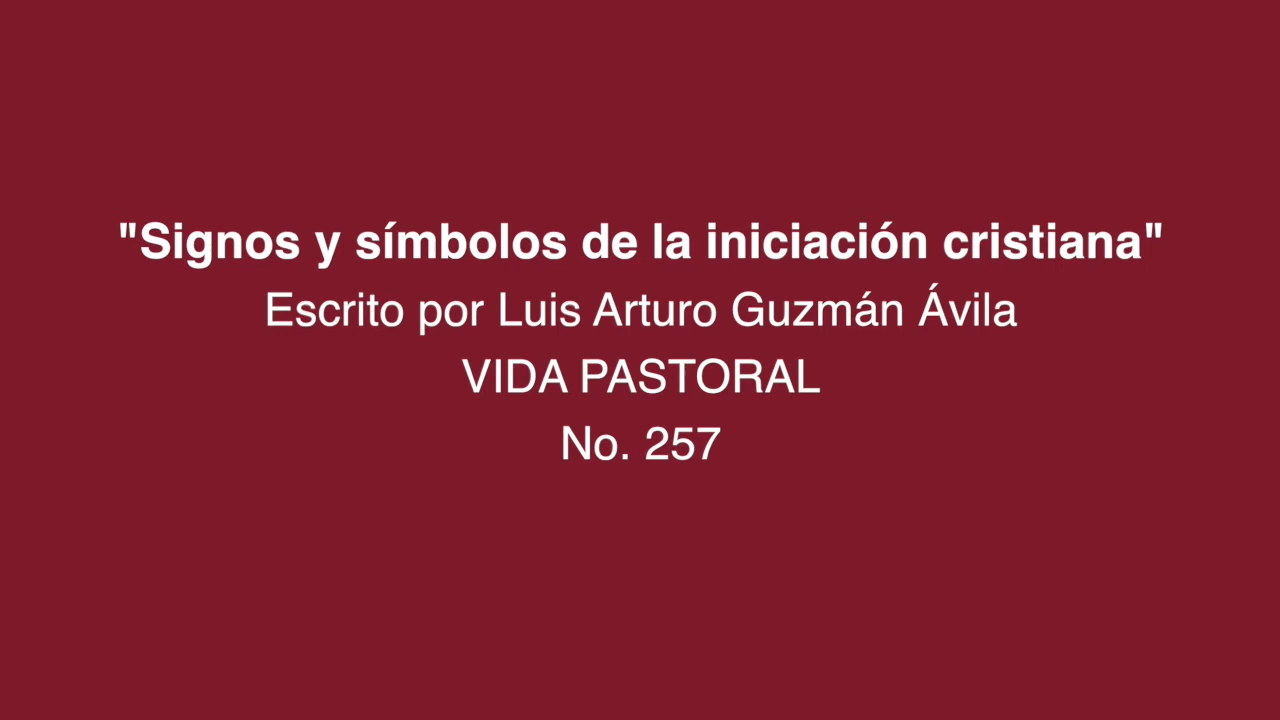 "Signos y símbolos de la iniciación cristiana"
Escrito por Luis Arturo Guzmán Ávila
VIDA PASTORAL
No. 257